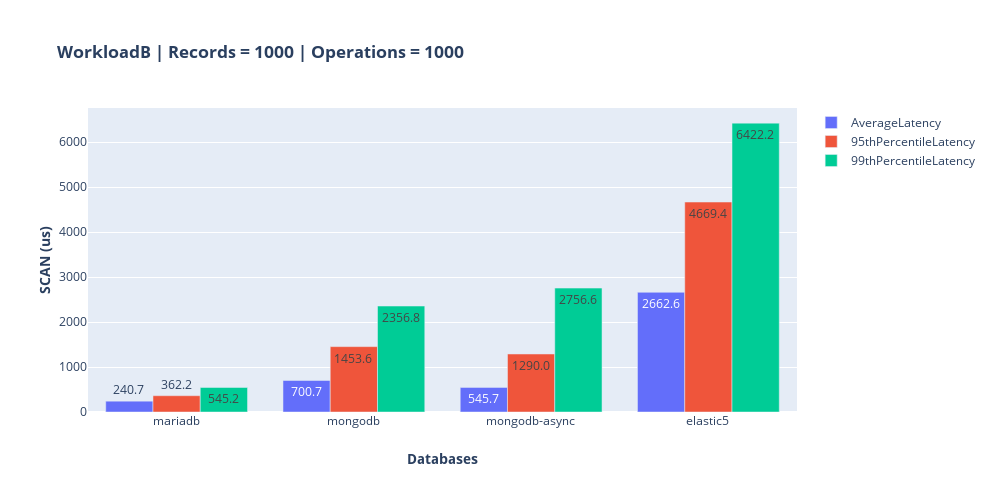 WorkloadB | Records = 1000 | Operations = 1000
AverageLatency
95thPercentileLatency
99thPercentileLatency
SCAN (us)
6000
5000
4000
3000
2000
1000
0
240.7
362.2
545.2
700.7
1453.6
2356.8
545.7
1290.0
2756.6
2662.6
4669.4
6422.2
mariadb
mongodb
mongodb-async
elastic5
Databases